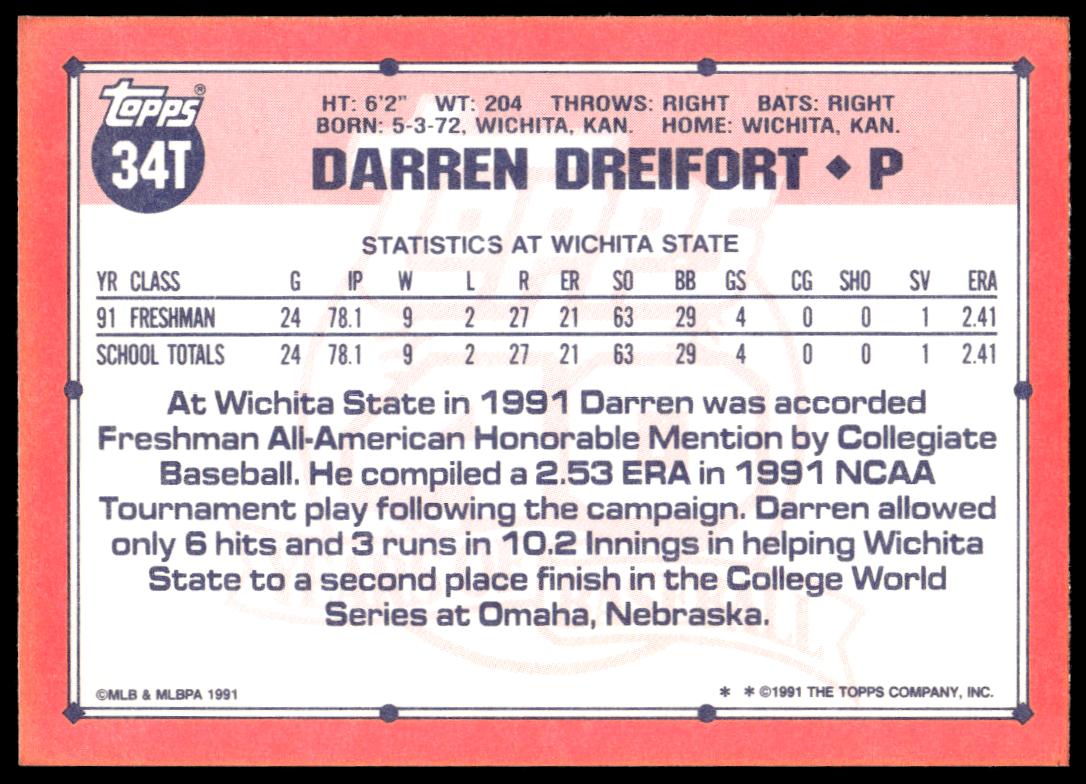 topps®
34T
HT: 6'2" WT: 204 THROWS: RIGHT BATS: RIGHT
BORN: 5-3-72, WICHITA, KAN. HOME: WICHITA, KAN.
DARREN DREIFORT ◆ P
STATISTICS AT WICHITA STATE
YR CLASS G IP W L R ER SO BB GS CG SHO SV ERA
91 FRESHMAN 24 78.1 9 2 27 21 63 29 4 0 0 1 2.41
SCHOOL TOTALS 24 78.1 9 2 27 21 63 29 4 0 0 1 2.41
At Wichita State in 1991 Darren was accorded
Freshman All-American Honorable Mention by Collegiate
Baseball. He compiled a 2.53 ERA in 1991 NCAA
Tournament play following the campaign. Darren allowed
only 6 hits and 3 runs in 10.2 Innings in helping Wichita
State to a second place finish in the College World
Series at Omaha, Nebraska.
©MLB & MLBPA 1991
* * ©1991 THE TOPPS COMPANY, INC.